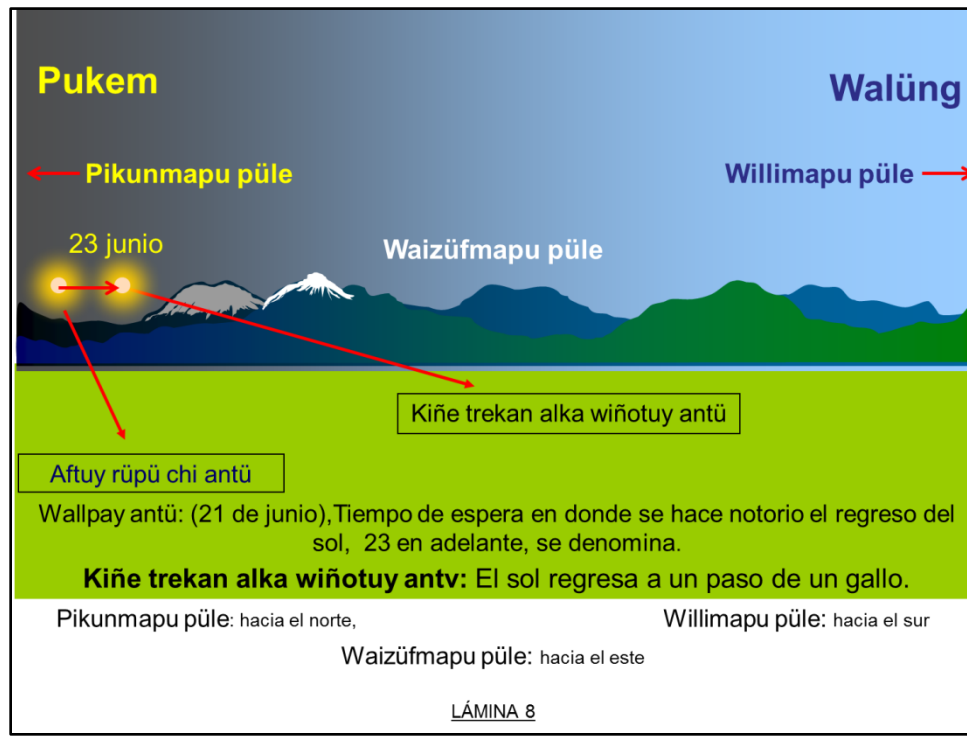 Pukem
Walüng
Pikunmapu püle
Willimapu püle
23 junio
Waizüfmapu püle
Kiñe trekan alka wiñotuy antü
Aftuy rüpü chi antü
Wallpay antü: (21 de junio),Tiempo de espera en donde se hace notorio el regreso del
sol, 23 en adelante, se denomina.
Kiñe trekan alka wiñotuy antv: El sol regresa a un paso de un gallo.
Pikunmapu püle: hacia el norte,
Willimapu püle: hacia el sur
Waizüfmapu püle: hacia el este
LÁMINA 8